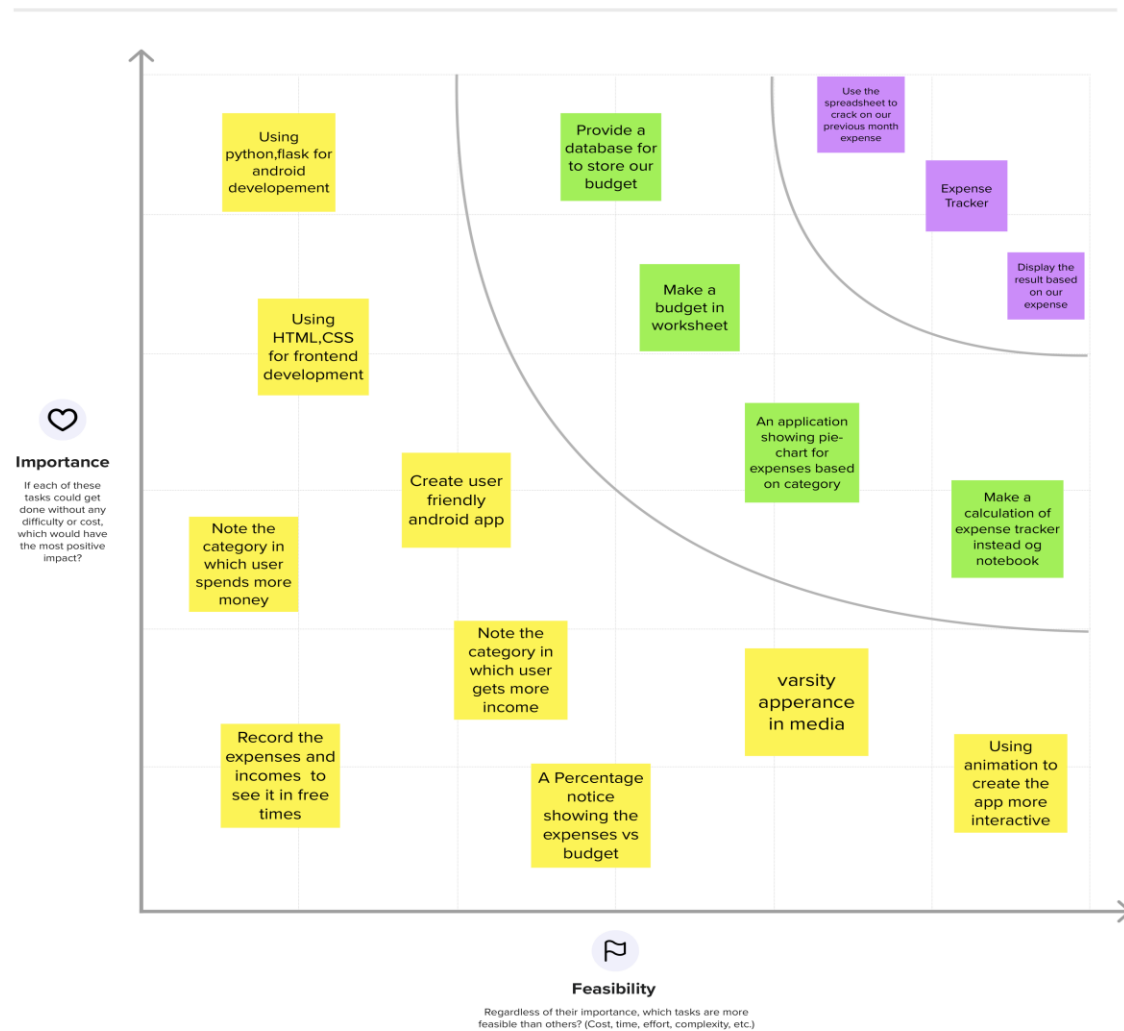 Use the
spreadsheet to
crack on our
previous month
expense
Using
python,flask for
android
developement
Provide a
database for
to store our
budget
Expense
Tracker
Display the
result based
on our
expense
Make a
budget in
worksheet
Using
HTML,CSS
for frontend
development
An application
showing pie-
chart for
expenses based
on category
Create user
friendly
android app
Make a
calculation of
expense tracker
instead og
notebook
Importance
If each of these
tasks could get
done without any
difficulty or cost,
which would have
the most positive
impact?
Note the
category in
which user
spends more
money
Note the
category in
which user
gets more
income
varsity
apperance
in media
Record the
expenses and
incomes to
see it in free
times
A Percentage
notice
showing the
expenses vs
budget
Using
animation to
create the
app more
interactive
Feasibility
Regardless of their importance, which tasks are more
feasible than others? (Cost, time, effort, complexity, etc.)